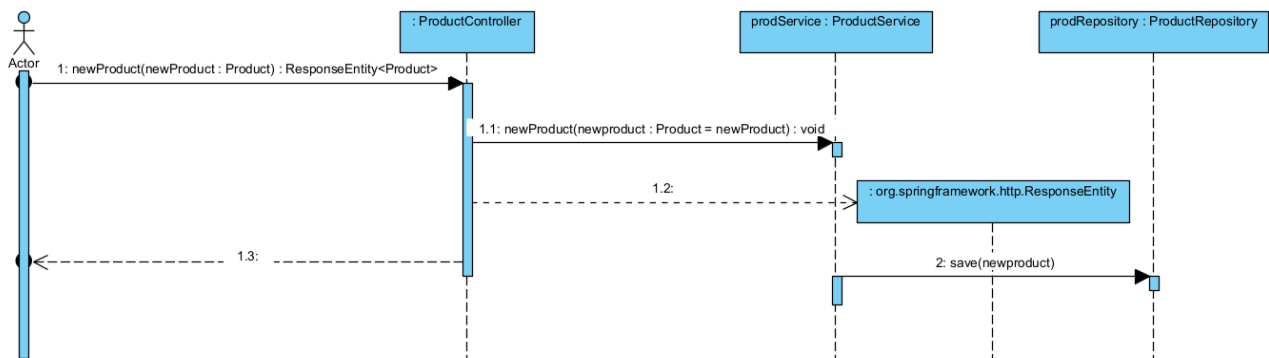 : ProductController
prodService : ProductService
prodRepository : ProductRepository
Actor
1: newProduct(newProduct : Product) : ResponseEntity<Product>
1.1: newProduct(newproduct : Product = newProduct) : void
1.2:
: org.springframework.http.ResponseEntity
1.3:
2: save(newproduct)